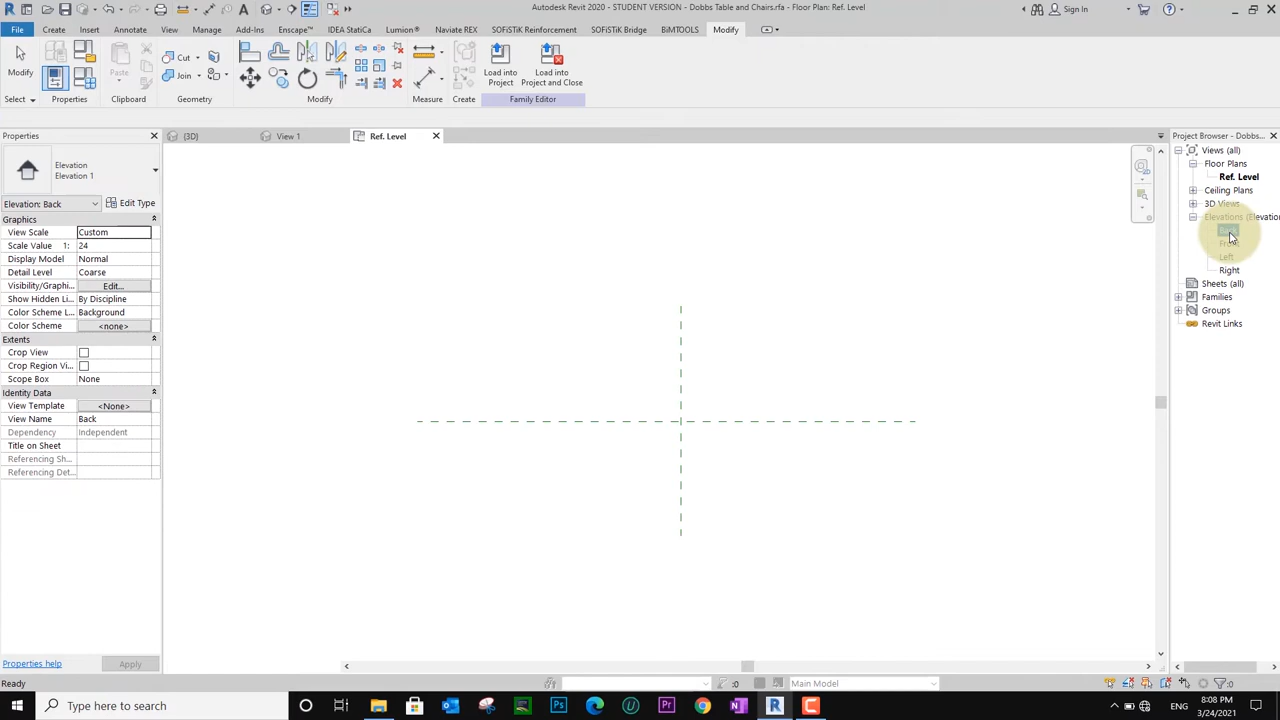 Autodesk Revit 2020 - STUDENT VERSION - Dobbs Table and Chairs.rfa - Floor Plan: Ref. Level
Sign In
File Create Insert Annotate View Manage Add-Ins Enscape™ IDEA StatiCa Lumion® Naviate REX SOFiSTiK Reinforcement SOFiSTiK Bridge BiMTOOLS Modify
Cut
Join
Modify
Paste
Load into Project
Load into Project and Close
Select Properties Clipboard Geometry Modify Measure Create Family Editor
Properties
{3D}
View 1
Ref. Level
Project Browser - Dobbs...
Elevation
Elevation 1
Elevation: Back
Edit Type
Graphics
View Scale Custom
Scale Value 1: 24
Display Model Normal
Detail Level Coarse
Visibility/Graphi... Edit...
Show Hidden Li... By Discipline
Color Scheme L... Background
Color Scheme <none>
Extents
Crop View
Crop Region Vi...
Scope Box None
Identity Data
View Template <None>
View Name Back
Dependency Independent
Title on Sheet
Referencing Sh...
Referencing Det...
Properties help
Apply
Views (all)
Floor Plans
Ref. Level
Ceiling Plans
3D Views
Elevations (Elevation
Left
Right
Sheets (all)
Families
Groups
Revit Links
Ready
:0
Main Model
:0
Type here to search
ENG
8:08 PM
3/24/2021